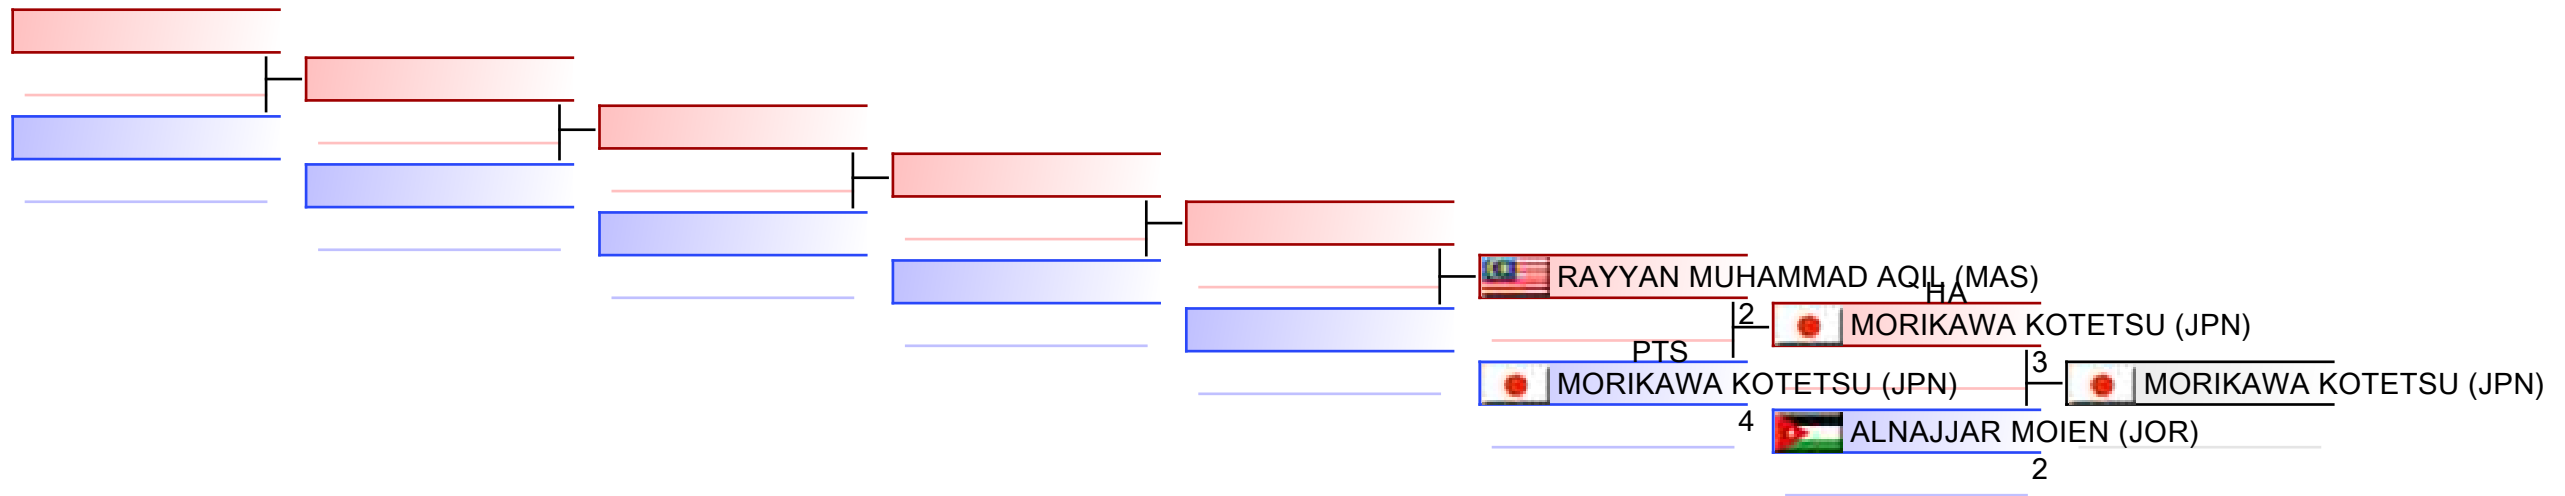 RAYYAN MUHAMMAD AQIL (MAS)
HA
2
MORIKAWA KOTETSU (JPN)
PTS
3
MORIKAWA KOTETSU (JPN)
MORIKAWA KOTETSU (JPN)
4
ALNAJJAR MOIEN (JOR)
2